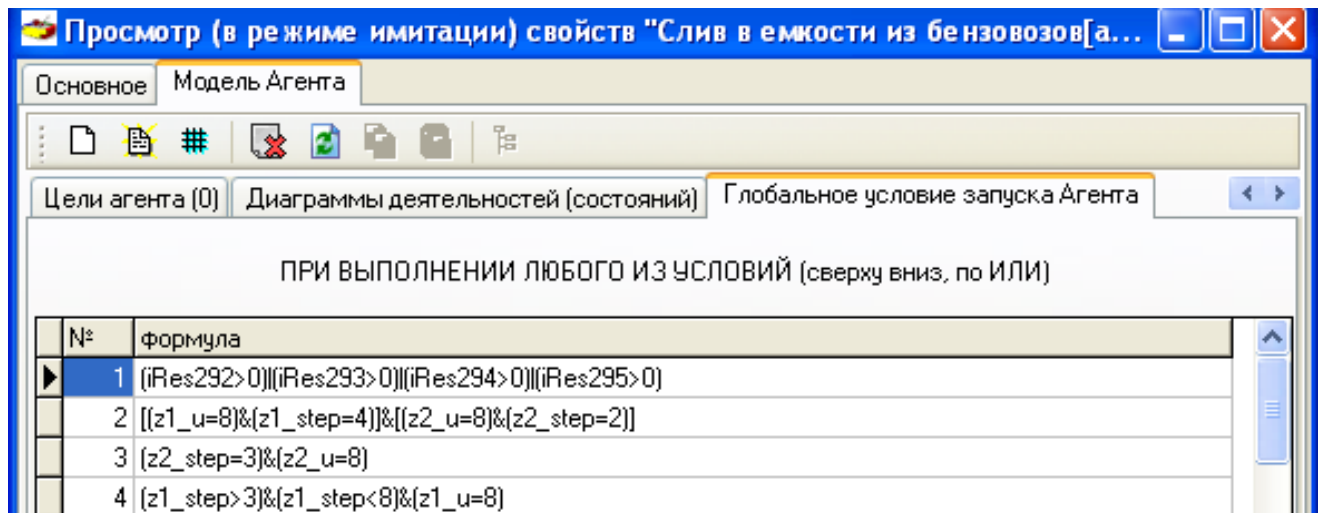 Просмотр (в режиме имитации) свойств "Слив в емкости из бензовозов[а...
Основное Модель Агента
Цели агента (0) Диаграммы деятельностей (состояний) Глобальное условие запуска Агента
ПРИ ВЫПОЛНЕНИИ ЛЮБОГО ИЗ УСЛОВИЙ (сверху вниз, по ИЛИ)
№ формула
1 (iRes292>0)|(iRes293>0)|(iRes294>0)|(iRes295>0)
2 [(z1_u=8)&(z1_step=4)]&[(z2_u=8)&(z2_step=2)]
3 (z2_step=3)&(z2_u=8)
4 (z1_step>3)&(z1_step<8)&(z1_u=8)